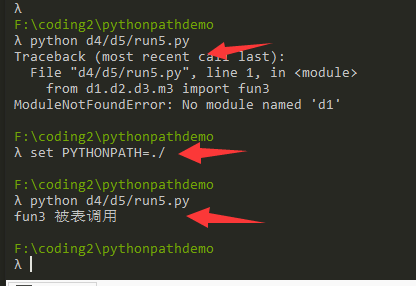 λ
F:\coding2\pythonpathdemo
λ python d4/d5/run5.py
Traceback (most recent call last):
  File "d4/d5/run5.py", line 1, in <module>
    from d1.d2.d3.m3 import fun3
ModuleNotFoundError: No module named 'd1'

F:\coding2\pythonpathdemo
λ set PYTHONPATH=./

F:\coding2\pythonpathdemo
λ python d4/d5/run5.py
fun3 被表调用

F:\coding2\pythonpathdemo
λ